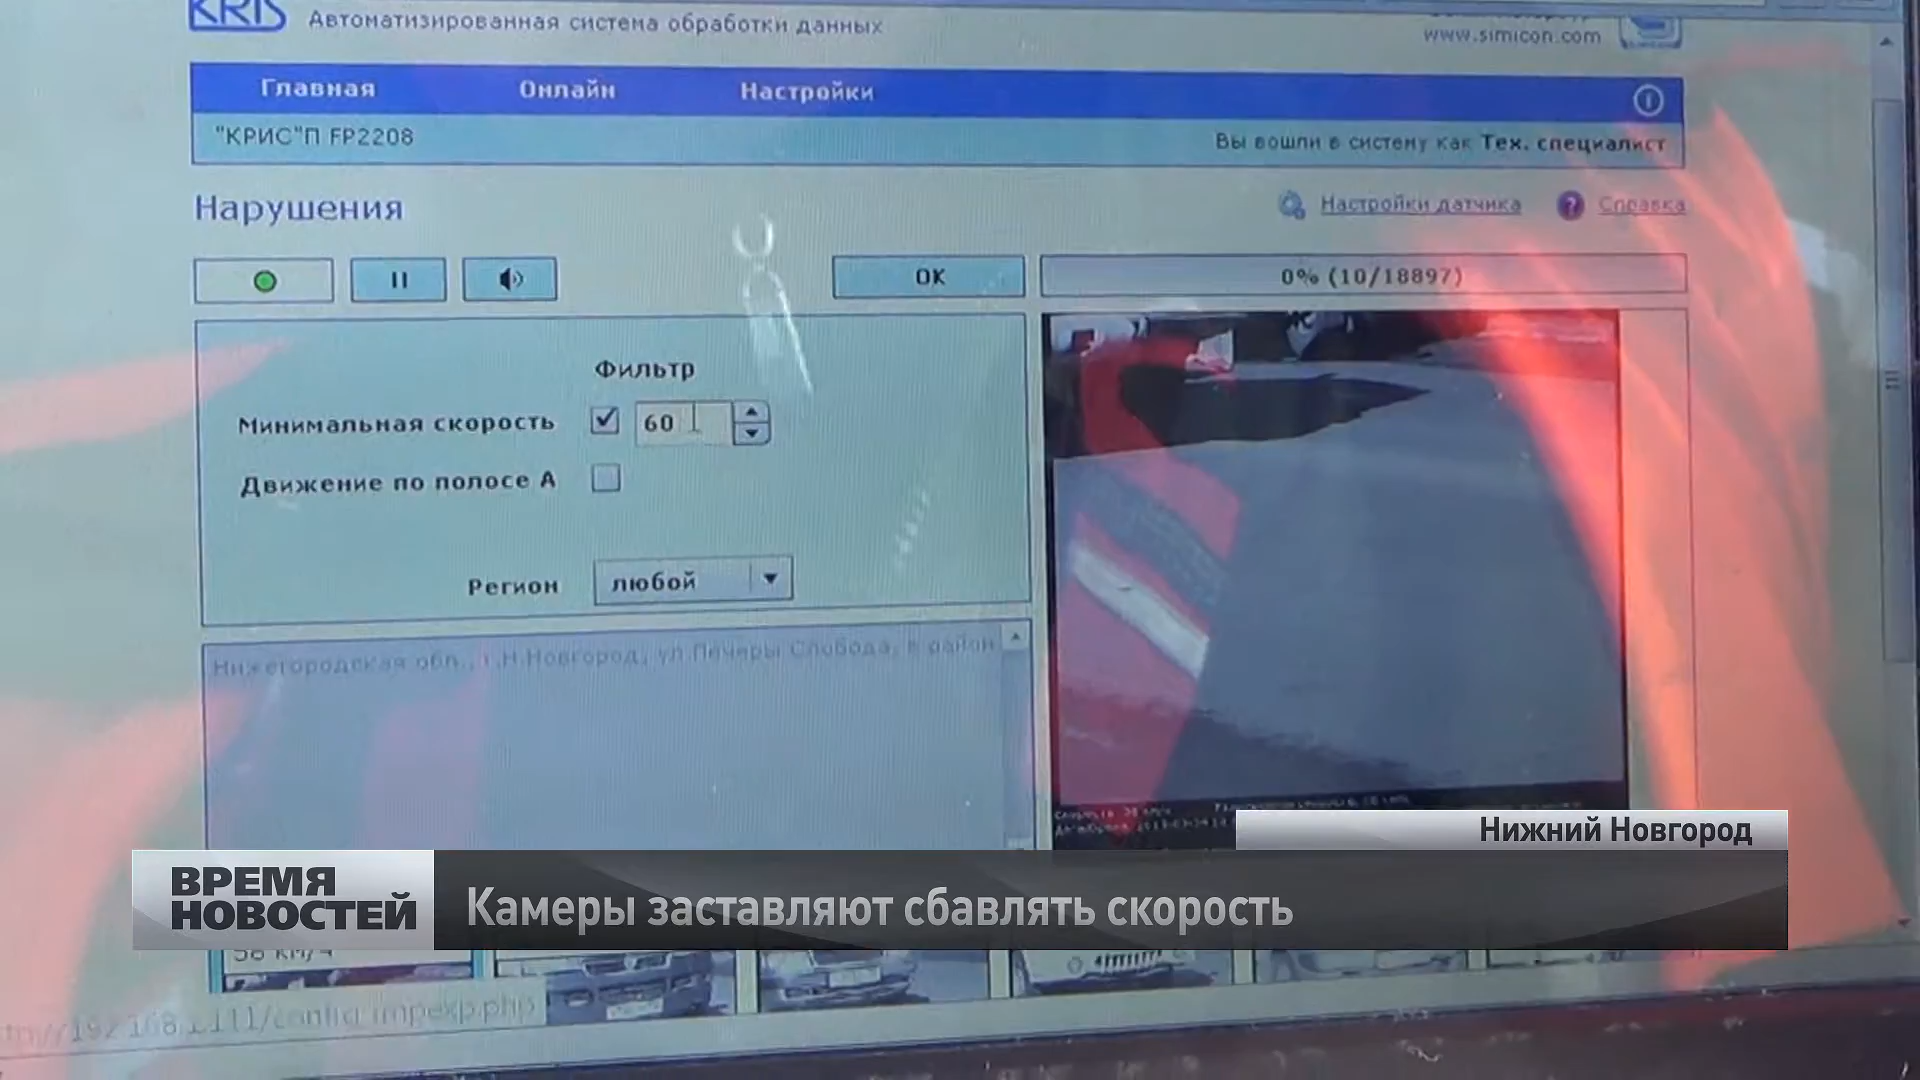 KRIS
Автоматизированная система обработки данных
www.simicon.com
Главная
Онлайн
Настройки
"КРИС"П FP2208
Вы вошли в систему как Тех. специалист
Нарушения
Настройки датчика
Справка
OK
0% (10/18897)
Фильтр
Минимальная скорость
60
Движение по полосе А
Регион
любой
Нижегородская обл., г.Н.Новгород, ул.Печеры Слобода, в район
Нижний Новгород
ВРЕМЯ
НОВОСТЕЙ
Камеры заставляют сбавлять скорость